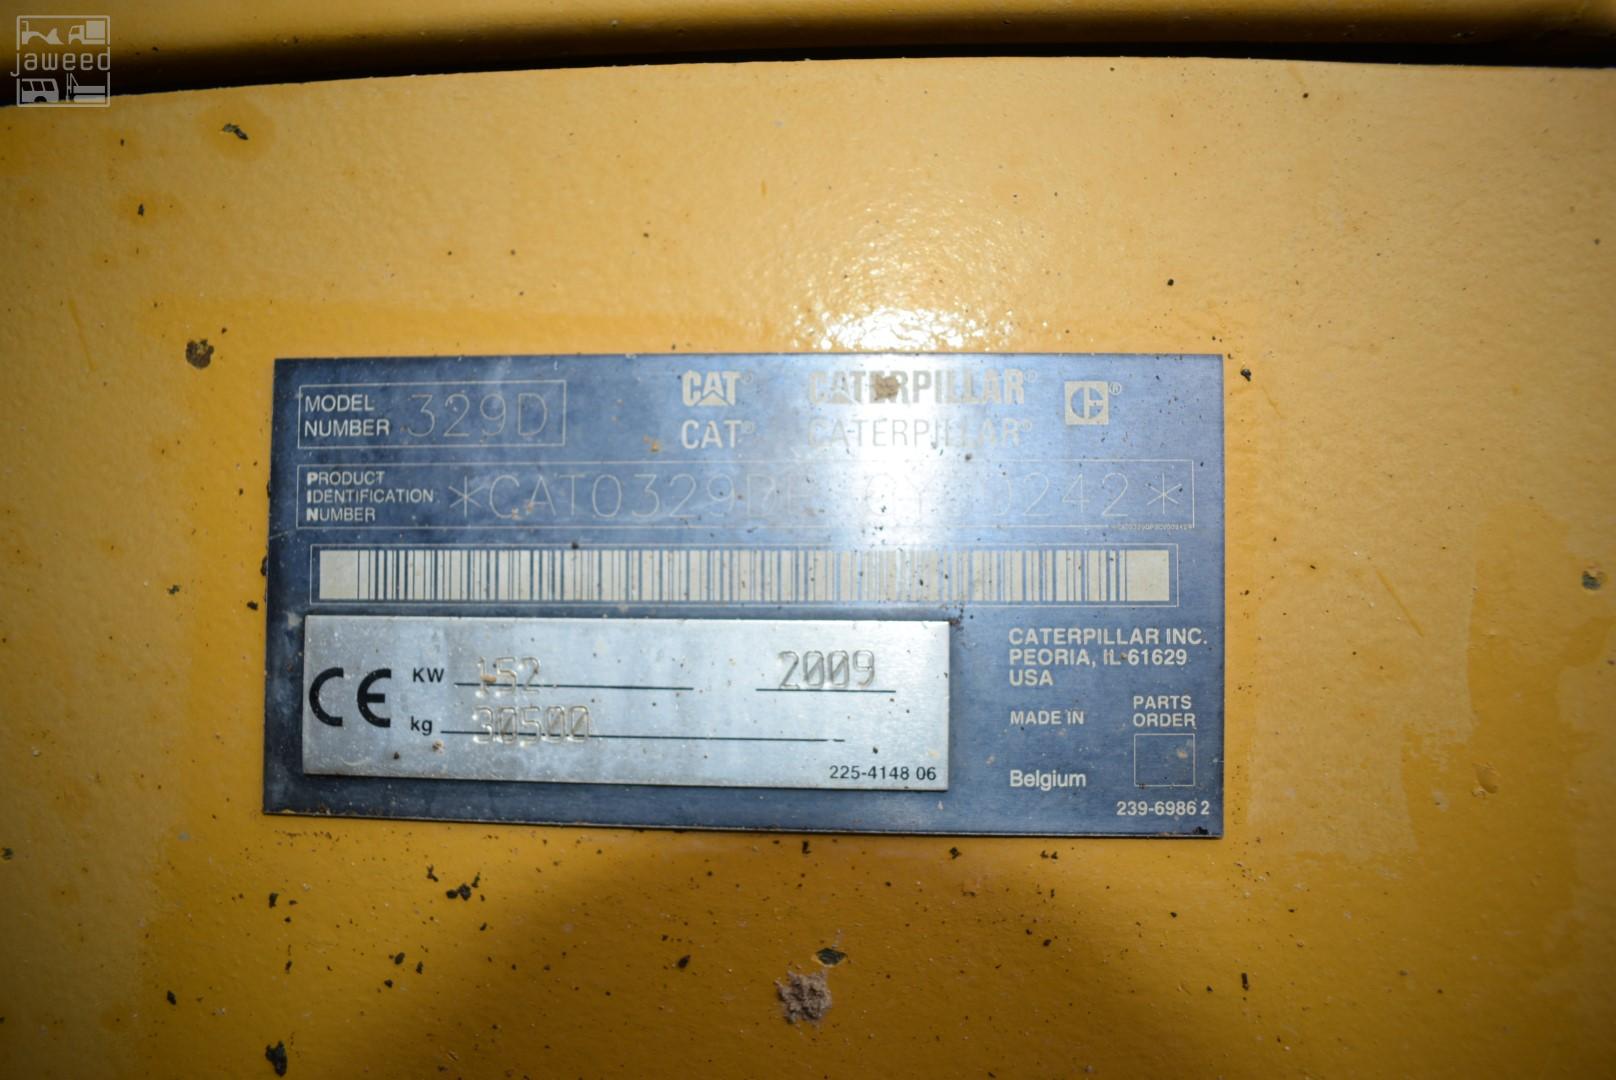 jaweed
MODEL NUMBER 329D
CAT® CATERPILLAR®
CAT® CATERPILLAR®
PRODUCT IDENTIFICATION NUMBER
CE KW 152 2009
kg 30500
225-4148 06
CATERPILLAR INC.
PEORIA, IL 61629
USA
MADE IN
Belgium
PARTS
ORDER
239-6986 2